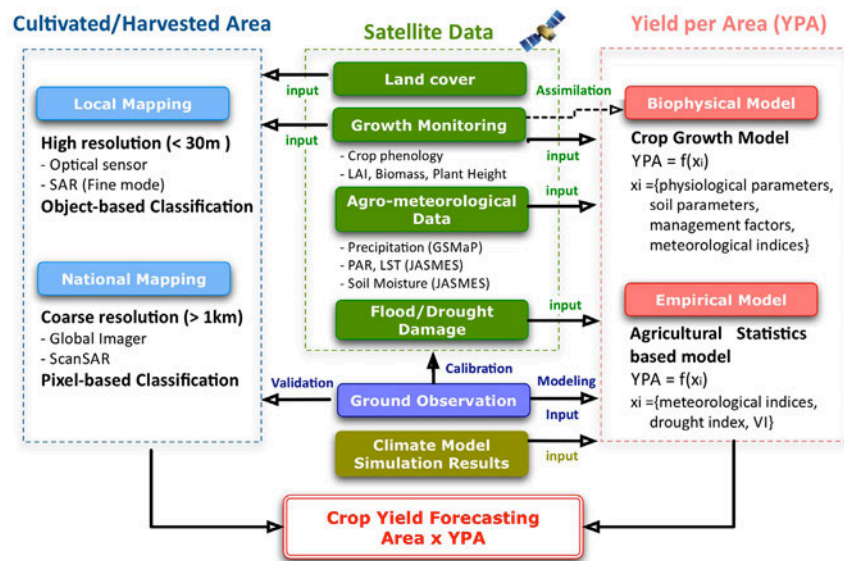 Cultivated/Harvested Area
Local Mapping
High resolution (< 30m )
- Optical sensor
- SAR (Fine mode)
Object-based Classification
National Mapping
Coarse resolution (> 1km)
- Global Imager
- ScanSAR
Pixel-based Classification
Satellite Data
Land cover
input
Growth Monitoring
input
Assimilation
input
- Crop phenology
- LAI, Biomass, Plant Height
Agro-meteorological
Data
input
- Precipitation (GSMaP)
- PAR, LST (JASMES)
- Soil Moisture (JASMES)
Flood/Drought
Damage
input
Calibration
Validation
Ground Observation
Modeling
Input
Climate Model
Simulation Results
input
Yield per Area (YPA)
Biophysical Model
Crop Growth Model
YPA = f(xi)
xi ={physiological parameters,
soil parameters,
management factors,
meteorological indices}
Empirical Model
Agricultural Statistics
based model
YPA = f(xi)
xi ={meteorological indices,
drought index, VI}
Crop Yield Forecasting
Area x YPA